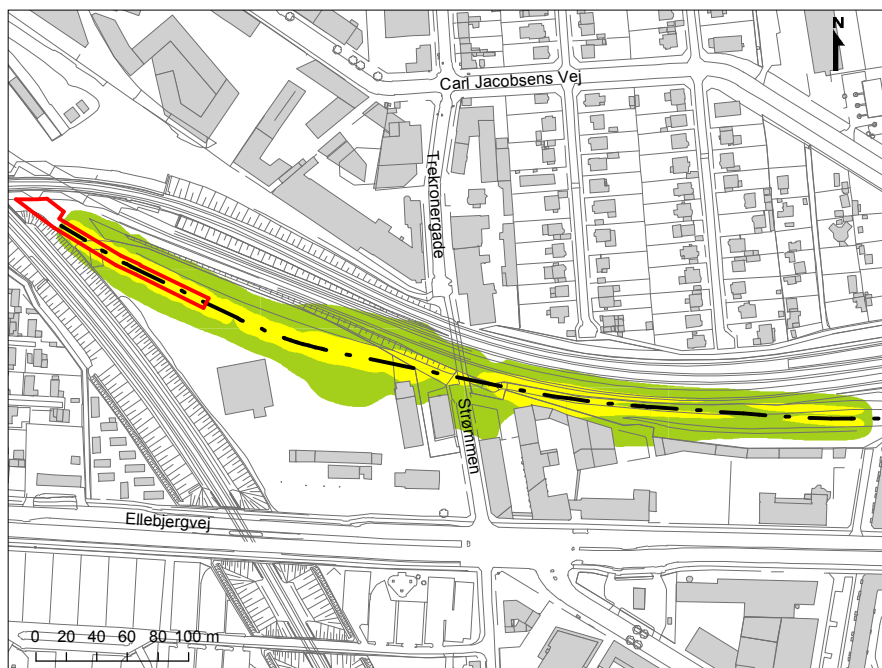 N
Carl Jacobsens Vej
Trekronergade
Strømmen
Ellebjergvej
0 20 40 60 80 100 m